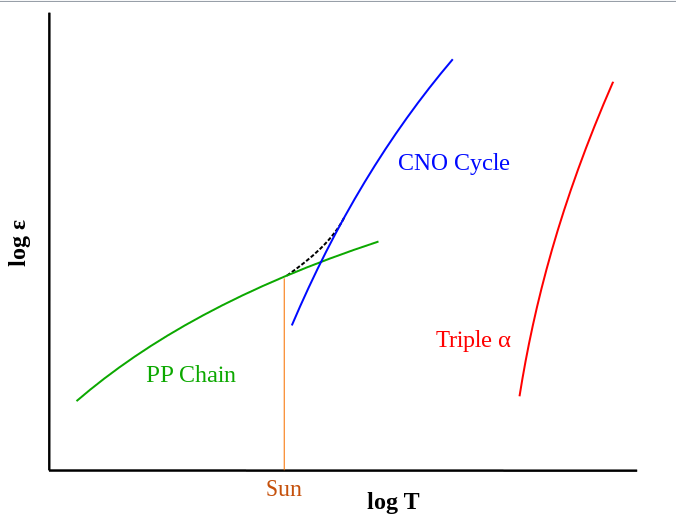 CNO Cycle
log ε
Triple α
PP Chain
Sun
log T